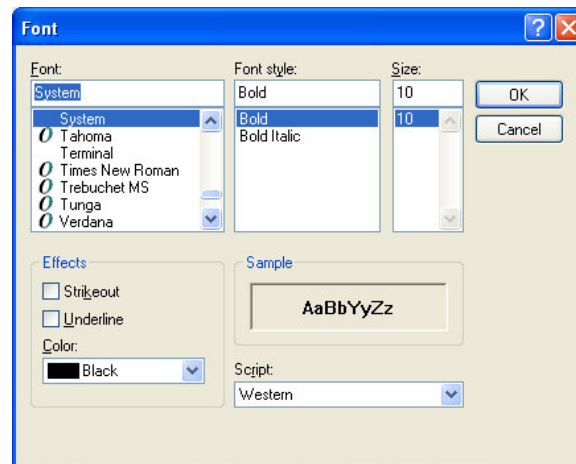 Font
Font:
System
System
Tahoma
Terminal
Times New Roman
Trebuchet MS
Tunga
Verdana
Font style:
Bold
Bold
Bold Italic
Size:
10
10
OK
Cancel
Effects
Strikeout
Underline
Color:
Black
Sample
AaBbYyZz
Script:
Western